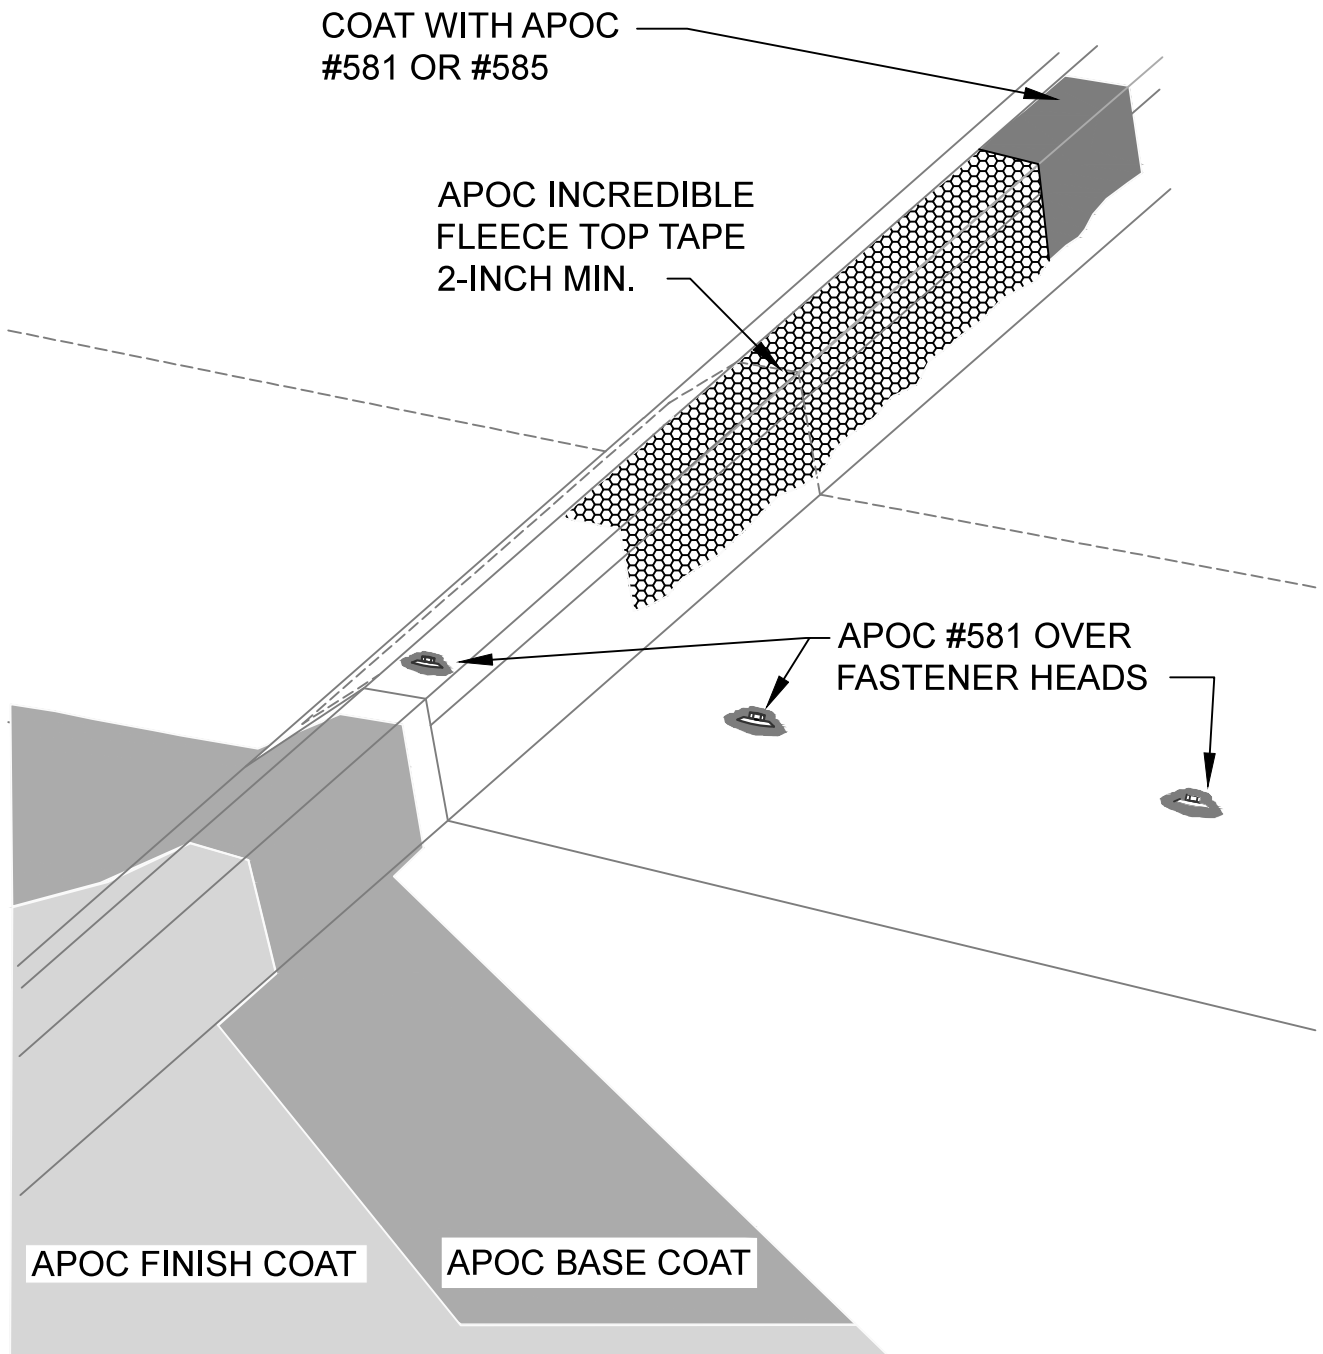 COAT WITH APOC
#581 OR #585
APOC INCREDIBLE
FLEECE TOP TAPE
2-INCH MIN.
APOC #581 OVER
FASTENER HEADS
APOC FINISH COAT
APOC BASE COAT